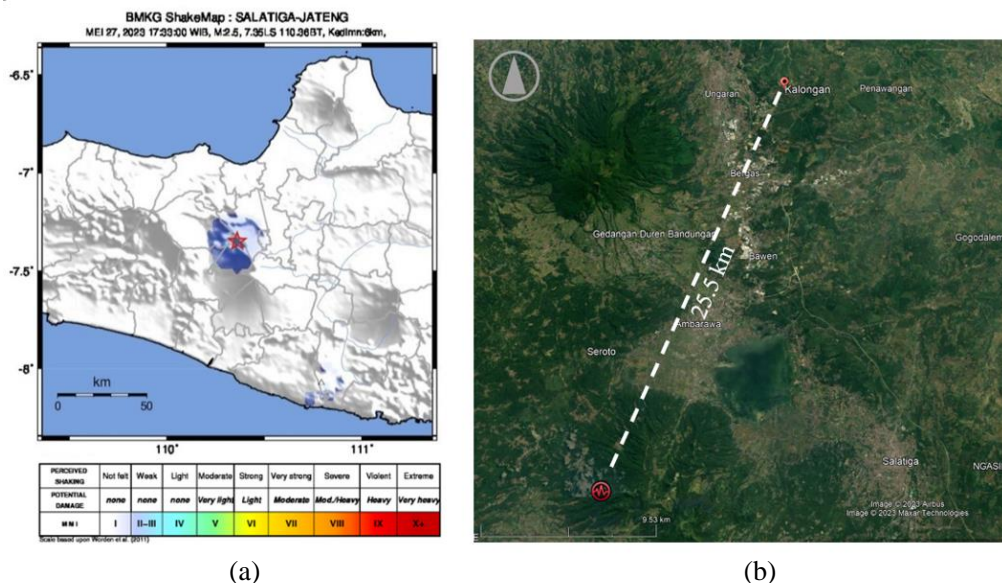 BMKG ShakeMap : SALATIGA-JATENG
MEI 27, 2023 17:33:00 WIB, M:2.5, 7.35LS 110.36BT, Kedlmn:6km,
-6.5°
-7°
-7.5°
-8°
km
0 50
110° 111°
PERCEIVED SHAKING Not felt Weak Light Moderate Strong Very strong Severe Violent Extreme
POTENTIAL DAMAGE none none none Very light Light Moderate Mod./Heavy Heavy Very heavy
MMI I II-III IV V VI VII VIII IX X+
Scale based upon Worden et al. (2011)
(a)
Ungaran
Kalongan
Penawangan
Bergas
Gedangan Duren Bandungan
Gogodalem
Bawen
25.5 km
Ambarawa
Seroto
Salatiga
NGASI
Image © 2023 Airbus
Image © 2023 Maxar Technologies
9.53 km
(b)